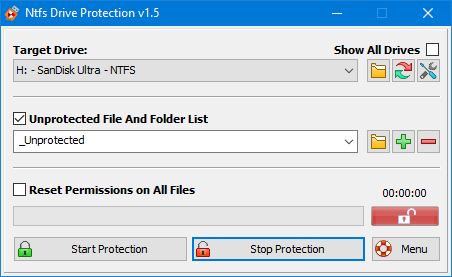 Ntfs Drive Protection v1.5
Target Drive: Show All Drives
H: - SanDisk Ultra - NTFS
Unprotected File And Folder List
_Unprotected
Reset Permissions on All Files 00:00:00
Start Protection Stop Protection Menu